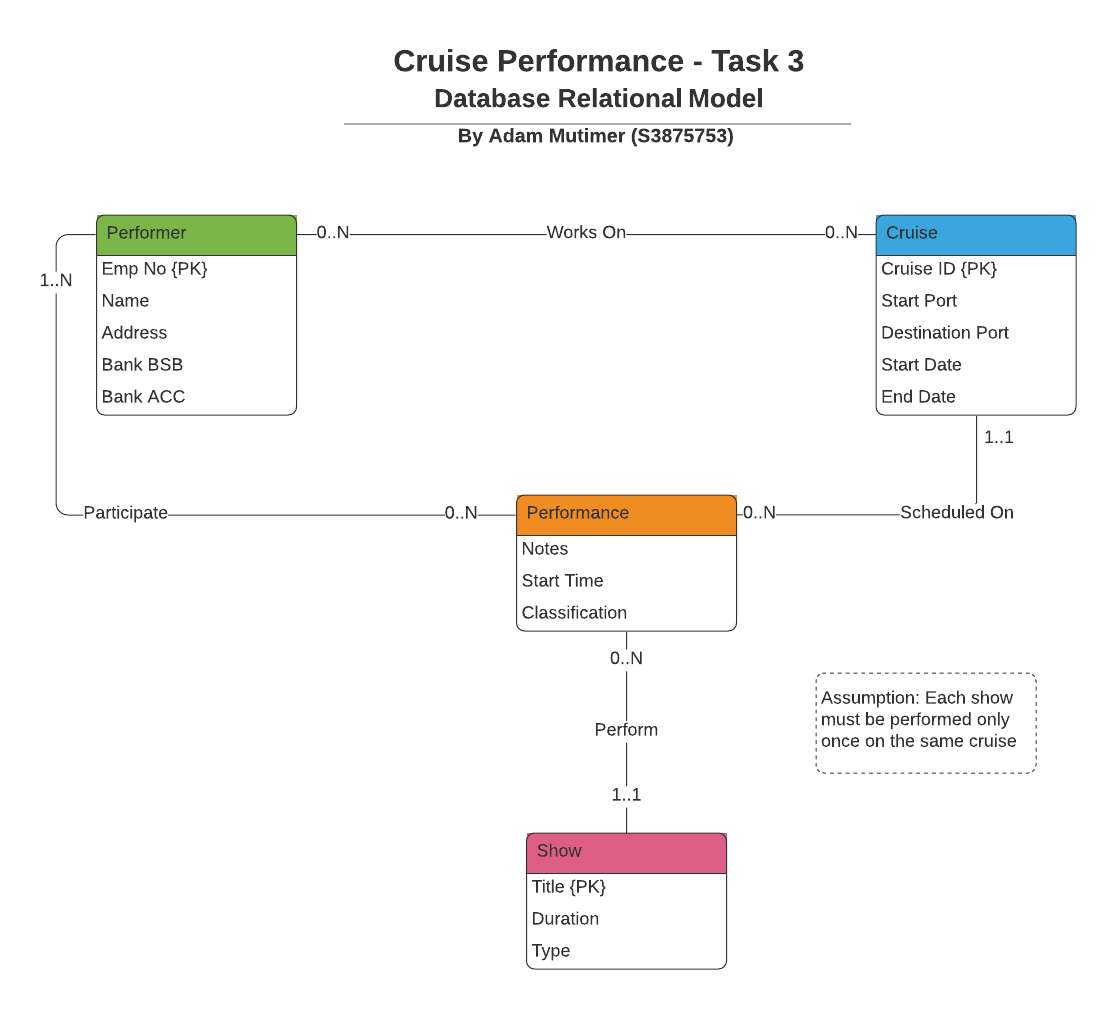 Cruise Performance - Task 3
Database Relational Model
By Adam Mutimer (S3875753)
Performer
0..N
Works On
0..N
Cruise
1..N
Emp No {PK}
Name
Address
Bank BSB
Bank ACC
Cruise ID {PK}
Start Port
Destination Port
Start Date
End Date
1..1
Participate
0..N
Performance
0..N
Scheduled On
Notes
Start Time
Classification
0..N
Perform
1..1
Assumption: Each show
must be performed only
once on the same cruise
Show
Title {PK}
Duration
Type